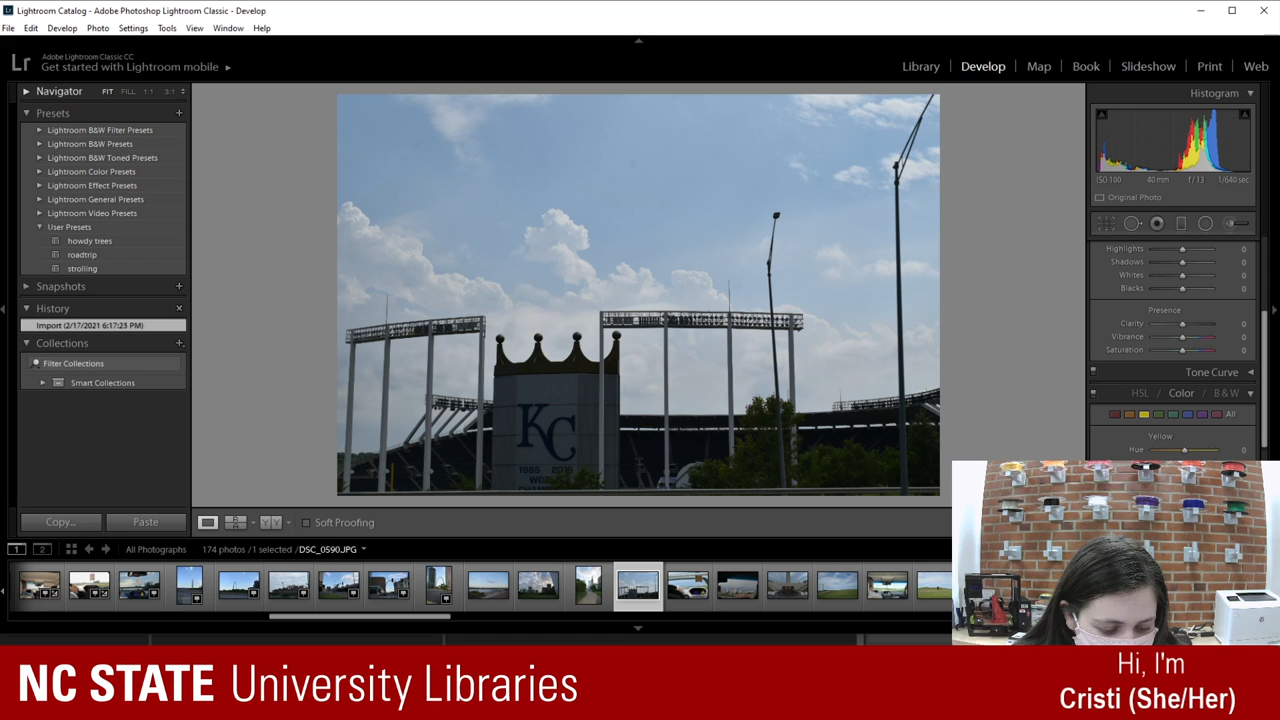 Lightroom Catalog - Adobe Photoshop Lightroom Classic - Develop
File Edit Develop Photo Settings Tools View Window Help
Lr
Adobe Lightroom Classic CC
Get started with Lightroom mobile
Library | Develop | Map | Book | Slideshow | Print | Web
Navigator FIT FILL 1:1 3:1
Presets
Lightroom B&W Filter Presets
Lightroom B&W Presets
Lightroom B&W Toned Presets
Lightroom Color Presets
Lightroom Effect Presets
Lightroom General Presets
Lightroom Video Presets
User Presets
howdy trees
roadtrip
strolling
Snapshots
History
Import (2/17/2021 6:17:23 PM)
Collections
Filter Collections
Smart Collections
Copy... Paste
KC
1985 2015
Histogram
ISO 100 40 mm f / 13 1/640 sec
Original Photo
Highlights 0
Shadows 0
Whites 0
Blacks 0
Presence
Clarity 0
Vibrance 0
Saturation 0
Tone Curve
HSL / Color / B & W
All
Yellow
Hue 0
Soft Proofing
1 2 All Photographs 174 photos / 1 selected / DSC_0590.JPG
NC STATE University Libraries
Hi, I'm
Cristi (She/Her)